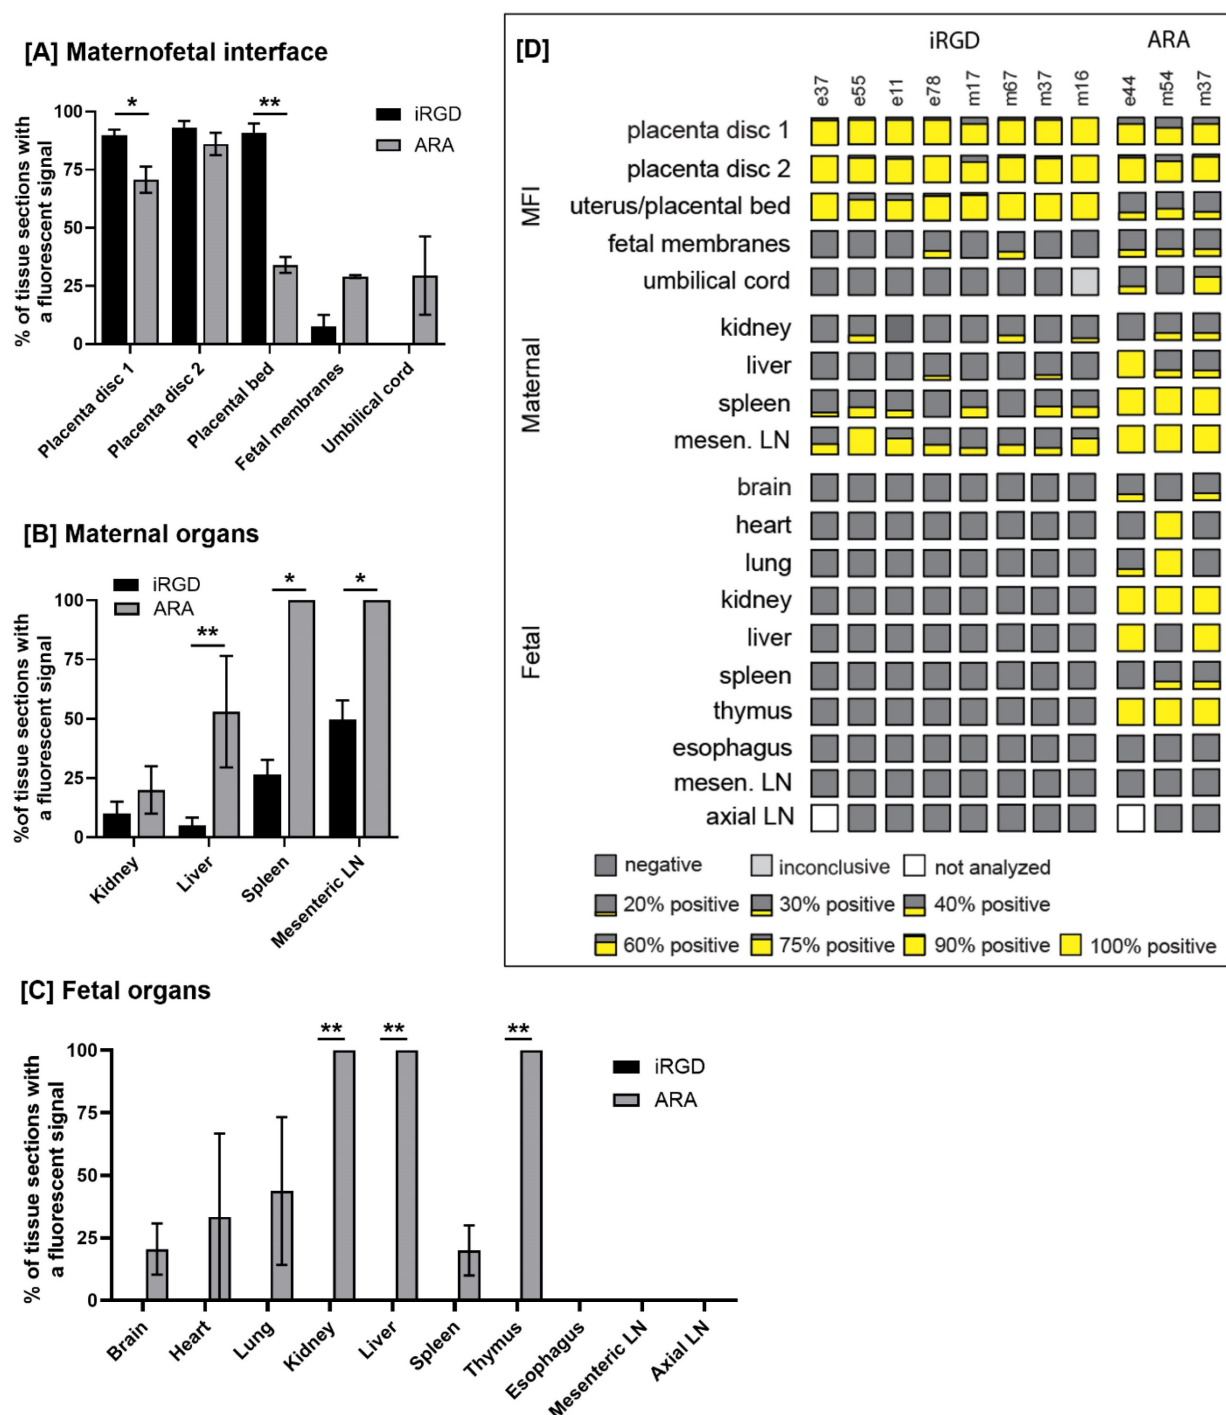 [A] Maternofetal interface
% of tissue sections with
a fluorescent signal
100
75
50
25
0
*
**
iRGD
ARA
Placenta disc 1
Placenta disc 2
Placental bed
Fetal membranes
Umbilical cord
[B] Maternal organs
%of tissue sections with
a fluorescent signal
iRGD
ARA
100
75
50
25
0
**
*
*
Kidney
Liver
Spleen
Mesenteric LN
[C] Fetal organs
% of tissue sections with
a fluorescent signal
100
75
50
25
0
**
**
**
iRGD
ARA
Brain
Heart
Lung
Kidney
Liver
Spleen
Thymus
Esophagus
Mesenteric LN
Axial LN
[D]
iRGD ARA
e37 e55 e11 e78 m17 m67 m37 m16 e44 m54 m37
MFI
placenta disc 1
placenta disc 2
uterus/placental bed
fetal membranes
umbilical cord
Maternal
kidney
liver
spleen
mesen. LN
Fetal
brain
heart
lung
kidney
liver
spleen
thymus
esophagus
mesen. LN
axial LN
negative inconclusive not analyzed
20% positive 30% positive 40% positive
60% positive 75% positive 90% positive 100% positive